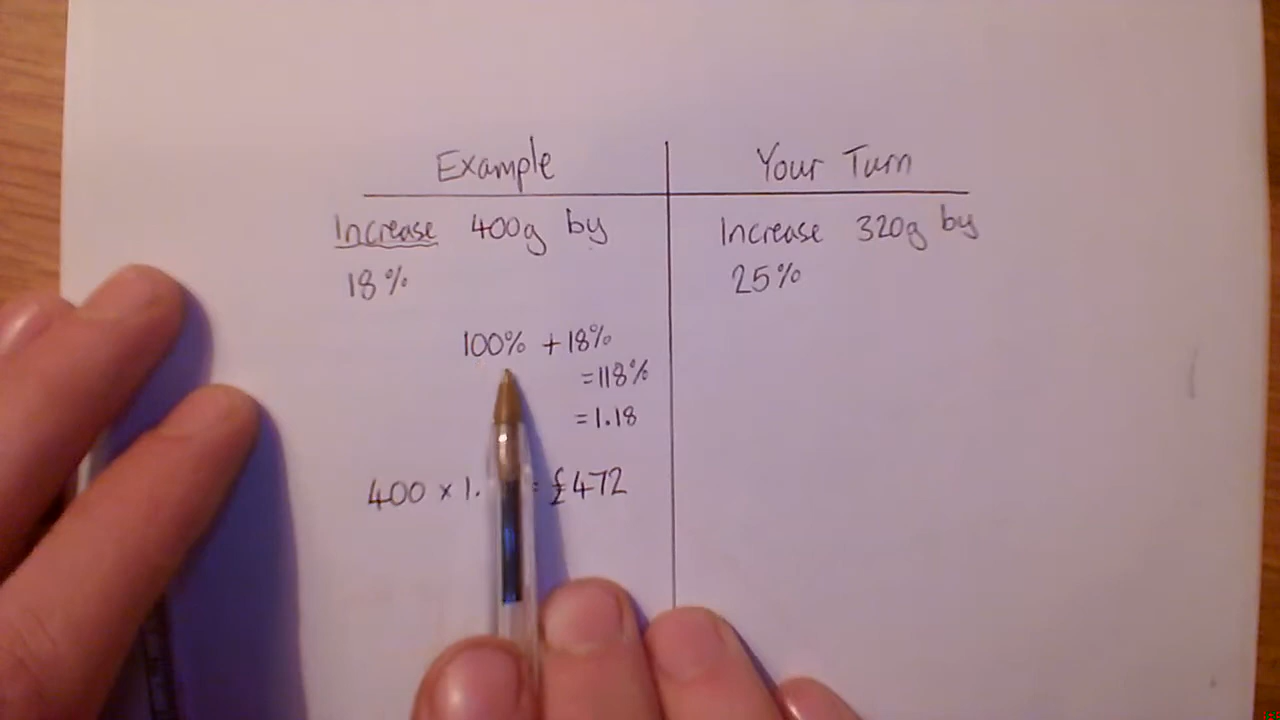 Example
Increase 400g by
18%
100% + 18%
= 118%
= 1.18
400 × 1. = £472
Your Turn
Increase 320g by
25%